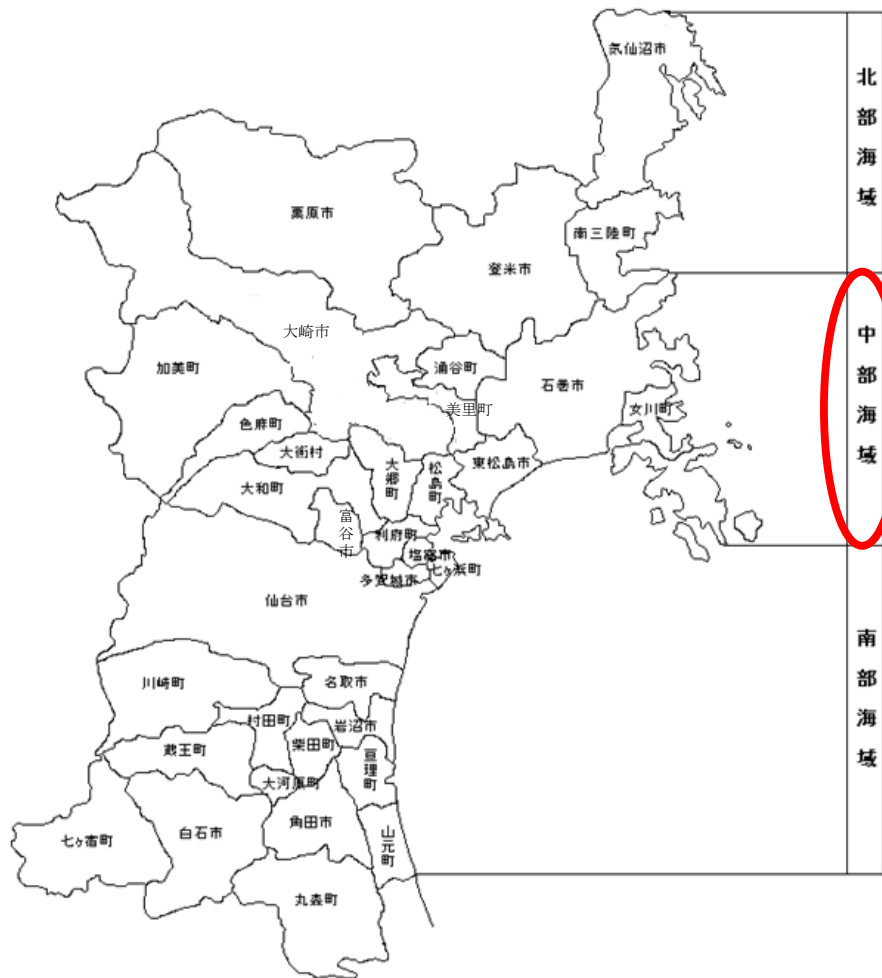 気仙沼市
北部海域
栗原市
南三陸町
登米市
大崎市
中部海域
加美町
涌谷町
石巻市
美里町
女川町
色麻町
大衡村
大郷町
松島町
東松島市
大和町
富谷市
利府町
塩竈市
七ヶ浜町
多賀城市
仙台市
南部海域
川崎町
名取市
村田町
岩沼市
柴田町
蔵王町
亘理町
大河原町
角田市
白石市
山元町
七ヶ宿町
丸森町